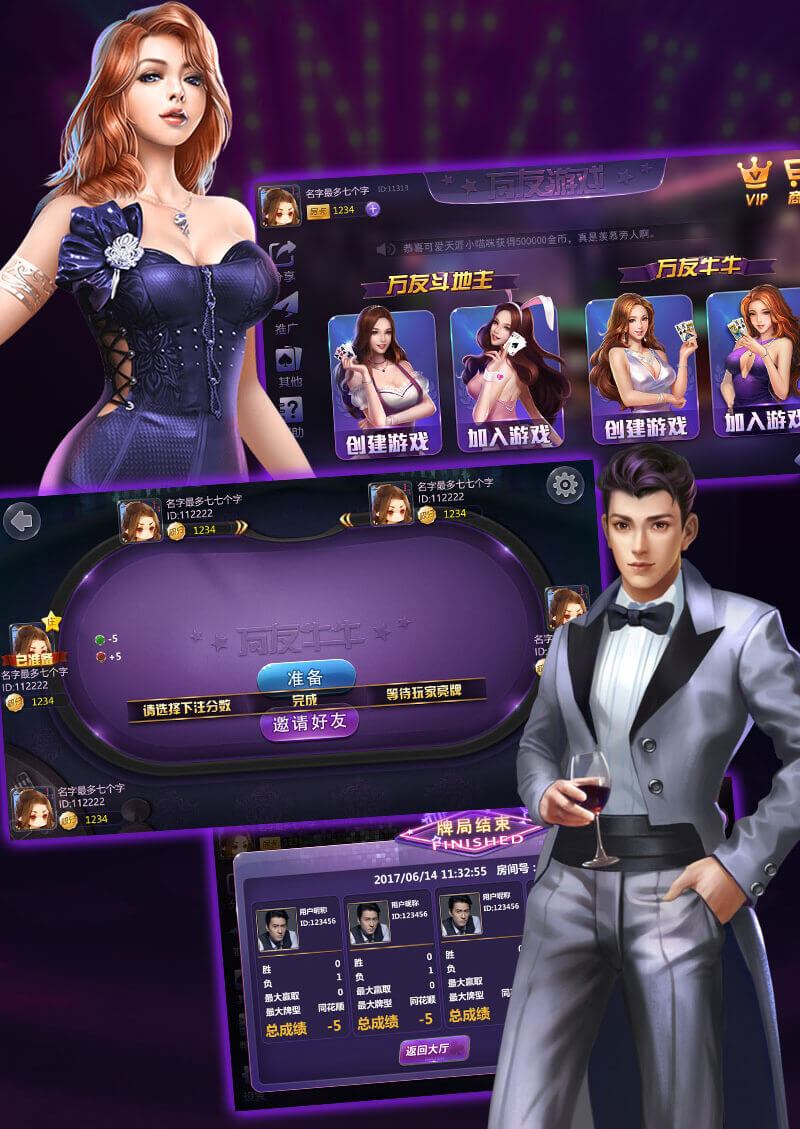 名字最多七个字 ID:11313
房卡 1234
万友游戏
VIP
恭喜可爱天涯小喵咪获得500000金币，真是羡慕旁人啊。
推广
其他
万友斗地主
万友牛牛
创建游戏
加入游戏
创建游戏
加入游戏
名字最多七七个字
ID:112222
1234
名字最多七七个字
ID:112222
1234
庄
已准备
名字最多七个字
ID:112222
1234
-5
+5
万友牛牛
准备
请选择下注分数
完成
等待玩家亮牌
邀请好友
名字最多七个字
ID:112222
1234
牌局结束
FINISHED
2017/06/14 11:32:55 房间号：
用户昵称
ID:123456
胜 0
负 1
最大赢取 0
最大牌型 同花顺
总成绩 -5
用户昵称
ID:123456
胜 0
负 1
最大赢取 0
最大牌型 同花顺
总成绩 -5
用户昵称
ID:123456
胜 0
负
最大赢取
最大牌型
总成绩
返回大厅